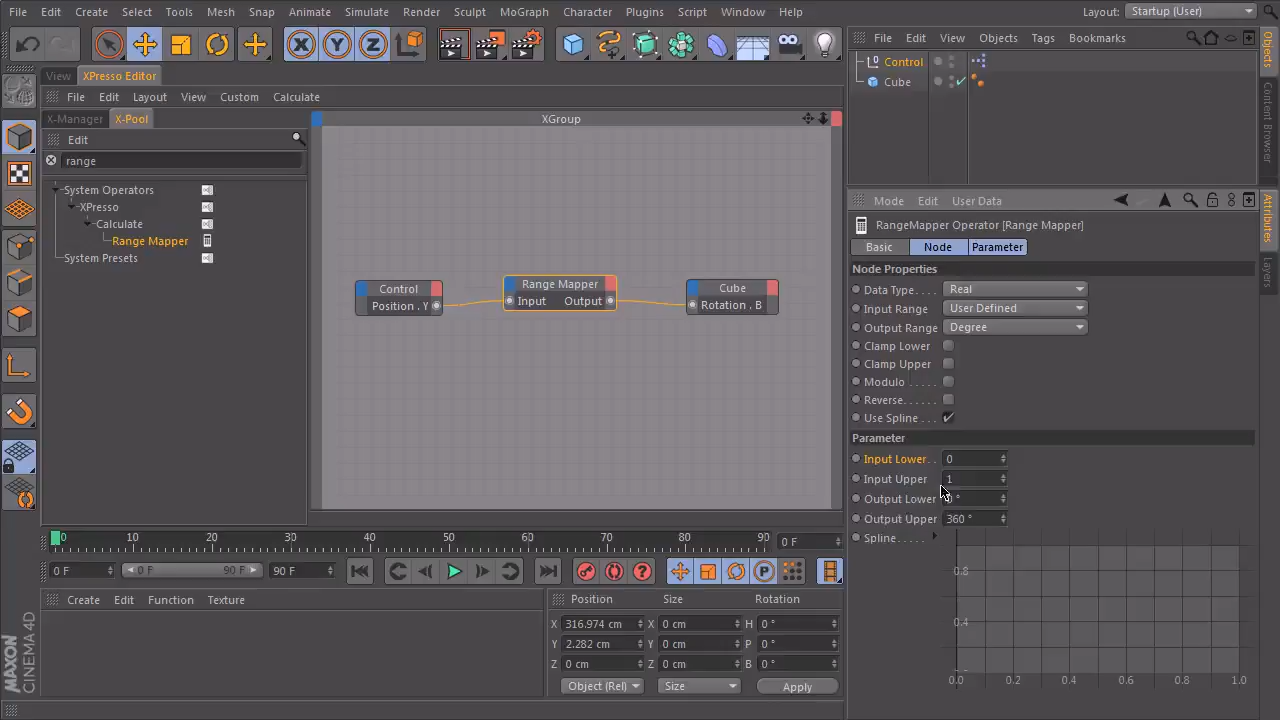 File Edit Create Select Tools Mesh Snap Animate Simulate Render Sculpt MoGraph Character Plugins Script Window Help Layout: Startup (User)
View XPresso Editor
File Edit Layout View Custom Calculate
X-Manager X-Pool
Edit
range
System Operators
XPresso
Calculate
Range Mapper
System Presets
XGroup
Control
Position . Y
Range Mapper
Input Output
Cube
Rotation . B
File Edit View Objects Tags Bookmarks
Control
Cube
Objects
Content Browser
Mode Edit User Data
RangeMapper Operator [Range Mapper]
Basic Node Parameter
Node Properties
Data Type . . . . Real
Input Range User Defined
Output Range Degree
Clamp Lower
Clamp Upper
Modulo . . . . .
Reverse. . . . . .
Use Spline . . .
Parameter
Input Lower . . 0
Input Upper 1
Output Lower °
Output Upper 360 °
Spline. . . . .
0.8
0.4
0.0 0.2 0.4 0.6 0.8 1.0
Attributes
Layers
0 10 20 30 40 50 60 70 80 90 0 F
0 F 0 F 90 F 90 F
Create Edit Function Texture
Position Size Rotation
X 316.974 cm X 0 cm H 0 °
Y 2.282 cm Y 0 cm P 0 °
Z 0 cm Z 0 cm B 0 °
Object (Rel) Size Apply
MAXON
CINEMA 4D